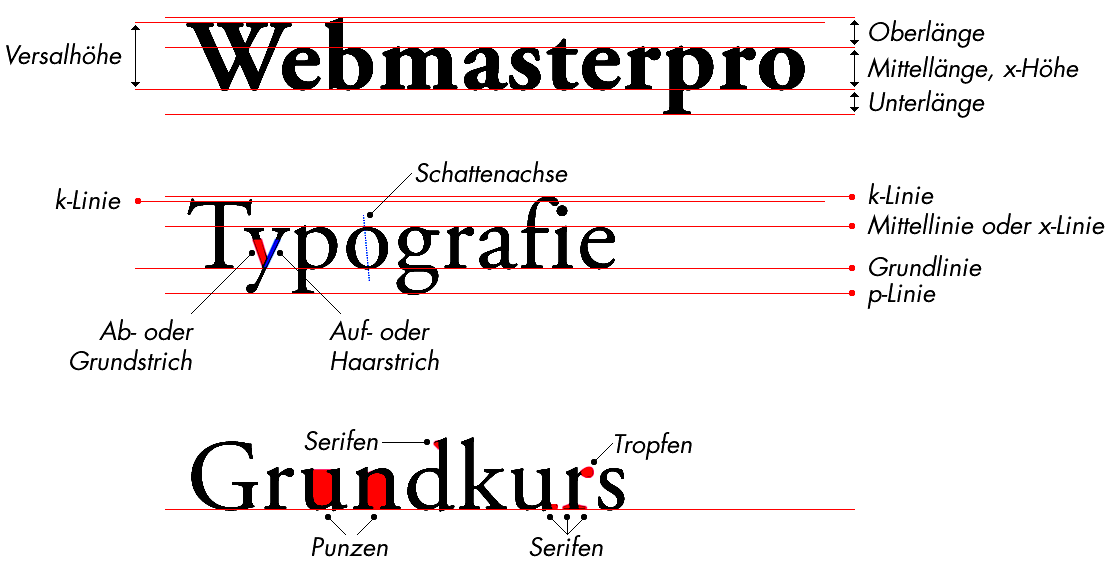 Webmasterpro
Versalhöhe
Oberlänge
Mittellänge, x-Höhe
Unterlänge
Schattenachse
k-Linie
k-Linie
Typografie
Mittellinie oder x-Linie
Grundlinie
p-Linie
Ab- oder
Grundstrich
Auf- oder
Haarstrich
Serifen
Tropfen
Grundkurs
Punzen
Serifen